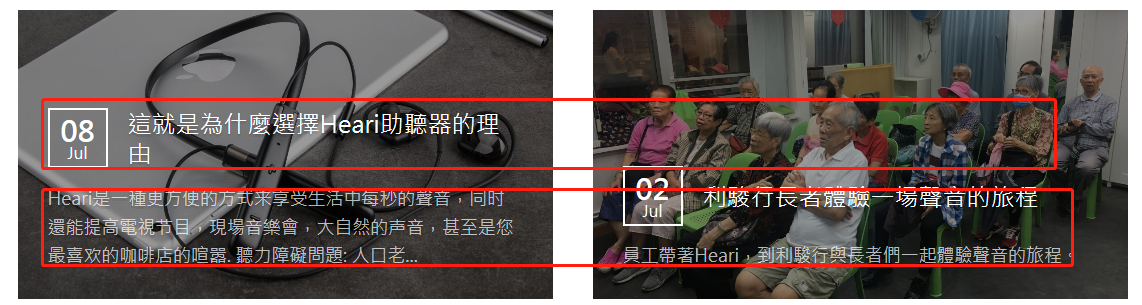 08
Jul
這就是為什麼選擇Heari助聽器的理
由
Heari是一種更方便的方式来享受生活中每秒的聲音，同时
還能提高電視节目，現場音樂會，大自然的声音，甚至是您
最喜欢的咖啡店的喧嚣. 聽力障礙問題: 人口老...
02
Jul
利駿行長者體驗一場聲音的旅程
員工帶著Heari，到利駿行與長者們一起體驗聲音的旅程。